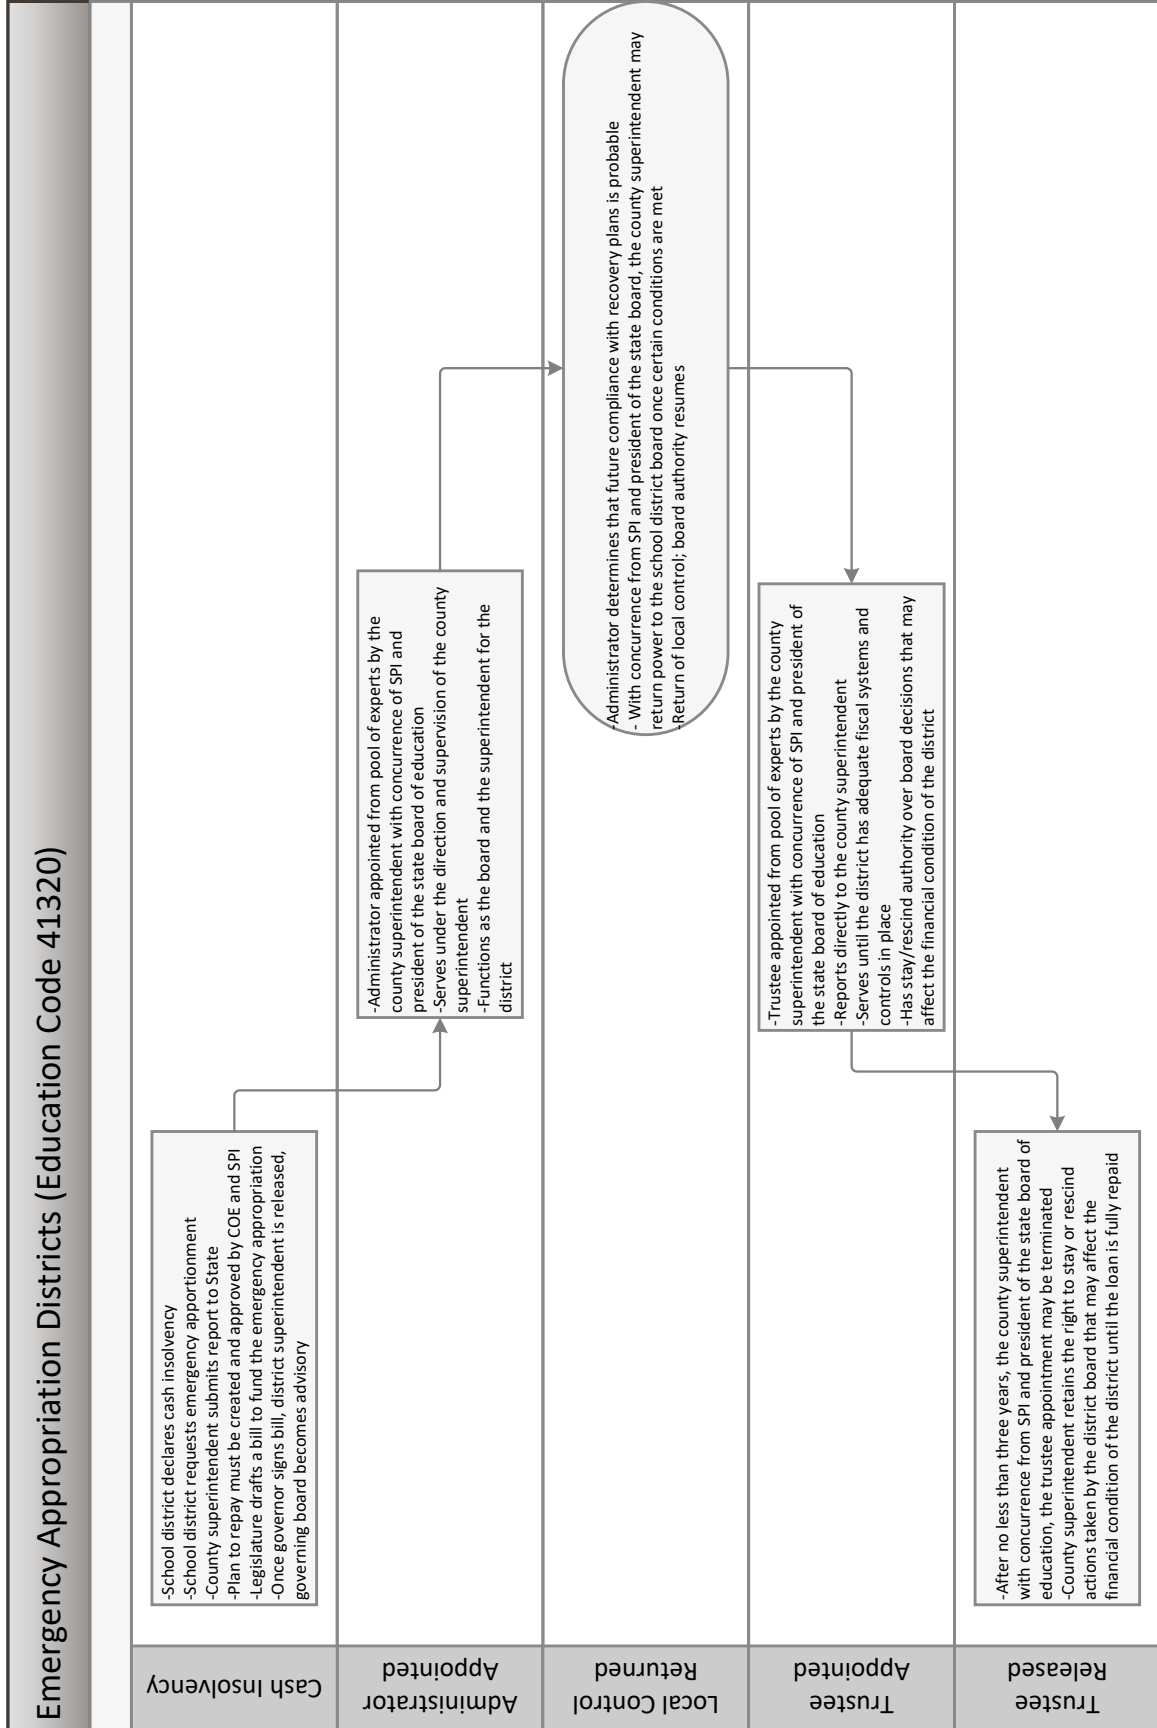 Emergency Appropriation Districts (Education Code 41320)
Cash Insolvency
-School district declares cash insolvency
-School district requests emergency apportionment
-County superintendent submits report to State
-Plan to repay must be created and approved by COE and SPI
-Legislature drafts a bill to fund the emergency appropriation
-Once governor signs bill, district superintendent is released,
governing board becomes advisory
Administrator
Appointed
-Administrator appointed from pool of experts by the
county superintendent with concurrence of SPI and
president of the state board of education
-Serves under the direction and supervision of the county
superintendent
-Functions as the board and the superintendent for the
district
Local Control
Returned
-Administrator determines that future compliance with recovery plans is probable
- With concurrence from SPI and president of the state board, the county superintendent may
return power to the school district board once certain conditions are met
-Return of local control; board authority resumes
Trustee
Appointed
-Trustee appointed from pool of experts by the county
superintendent with concurrence of SPI and president of
the state board of education
-Reports directly to the county superintendent
-Serves until the district has adequate fiscal systems and
controls in place
-Has stay/rescind authority over board decisions that may
affect the financial condition of the district
Trustee
Released
-After no less than three years, the county superintendent
with concurrence from SPI and president of the state board of
education, the trustee appointment may be terminated
-County superintendent retains the right to stay or rescind
actions taken by the district board that may affect the
financial condition of the district until the loan is fully repaid